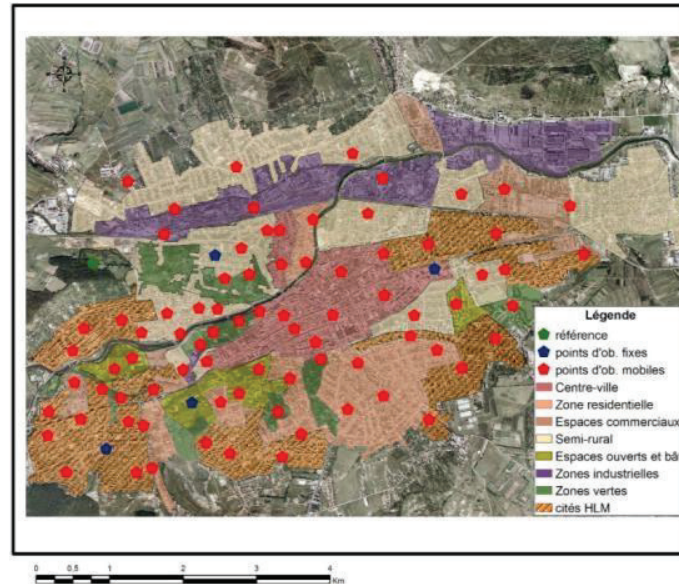 Légende
référence
points d'ob. fixes
points d'ob. mobiles
Centre-ville
Zone residentielle
Espaces commerciaux
Semi-rural
Espaces ouverts et bât
Zones industrielles
Zones vertes
cités HLM
0 0,5 1 2 3 4
Km